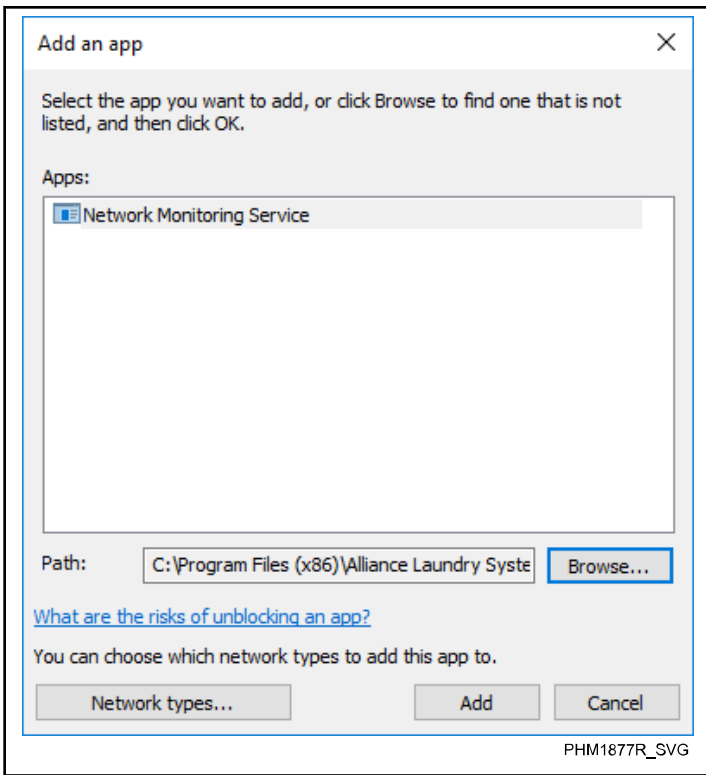 Add an app
Select the app you want to add, or click Browse to find one that is not
listed, and then click OK.
Apps:
Network Monitoring Service
Path: C:\Program Files (x86)\Alliance Laundry Syste Browse...
What are the risks of unblocking an app?
You can choose which network types to add this app to.
Network types... Add Cancel
PHM1877R_SVG